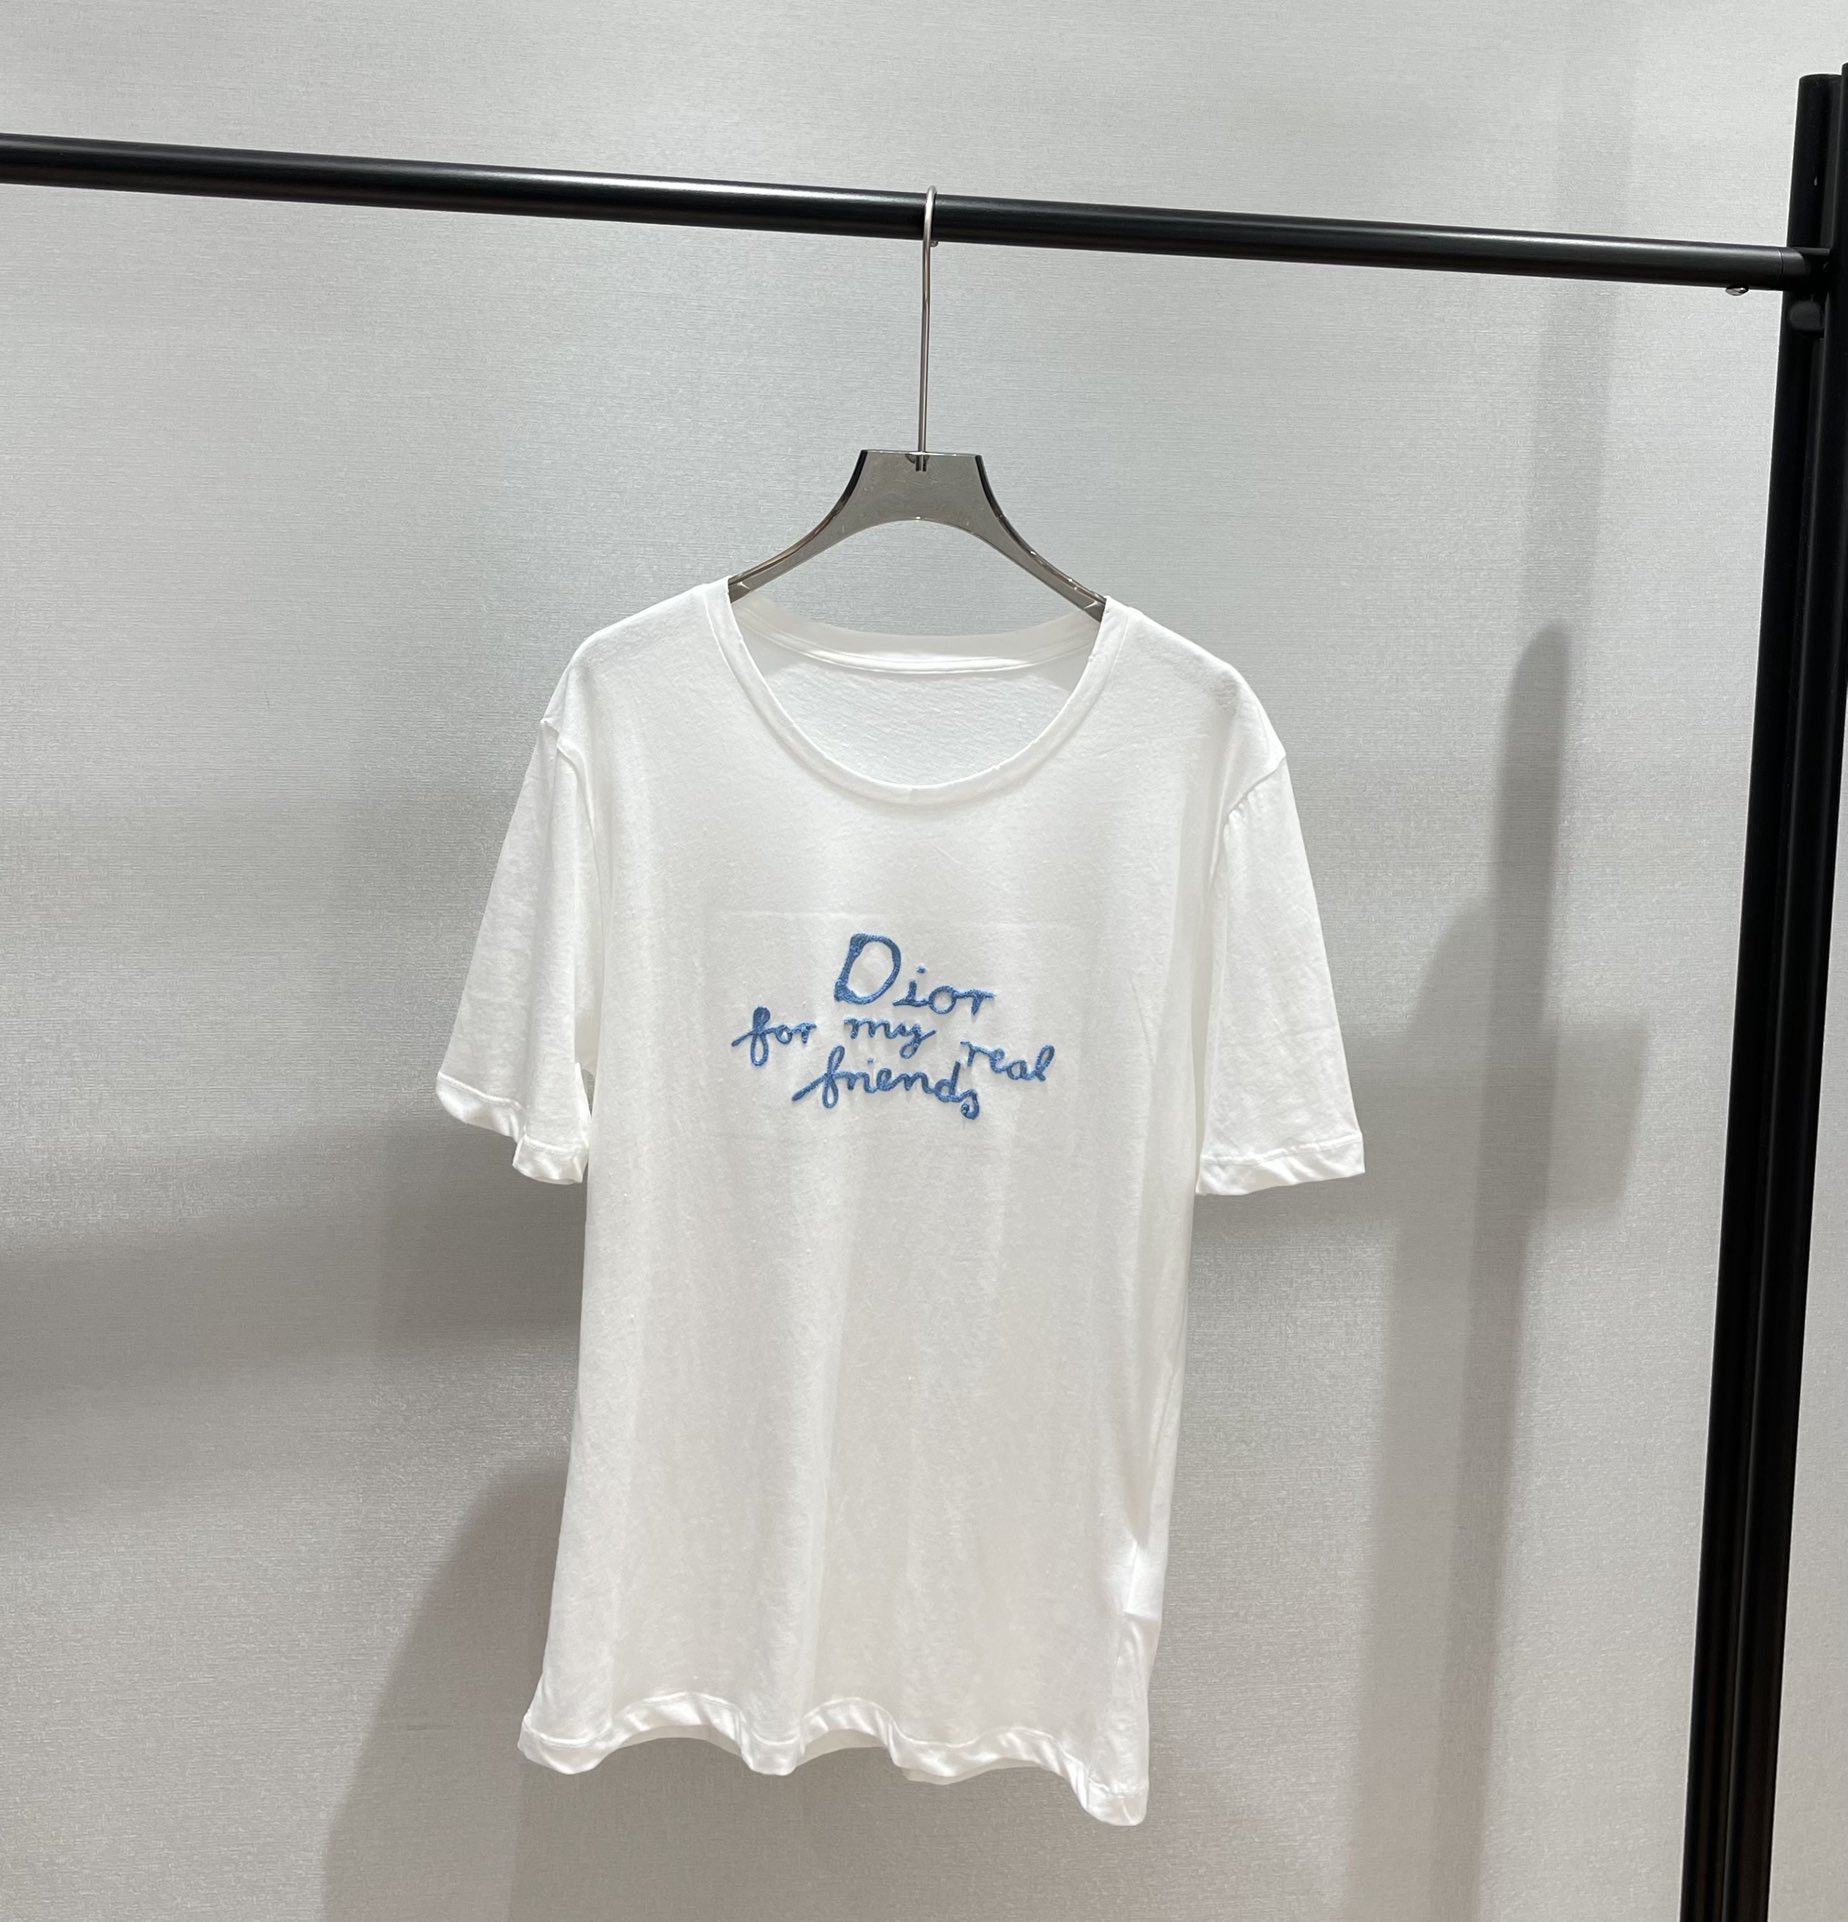 Dior
for my real
friends